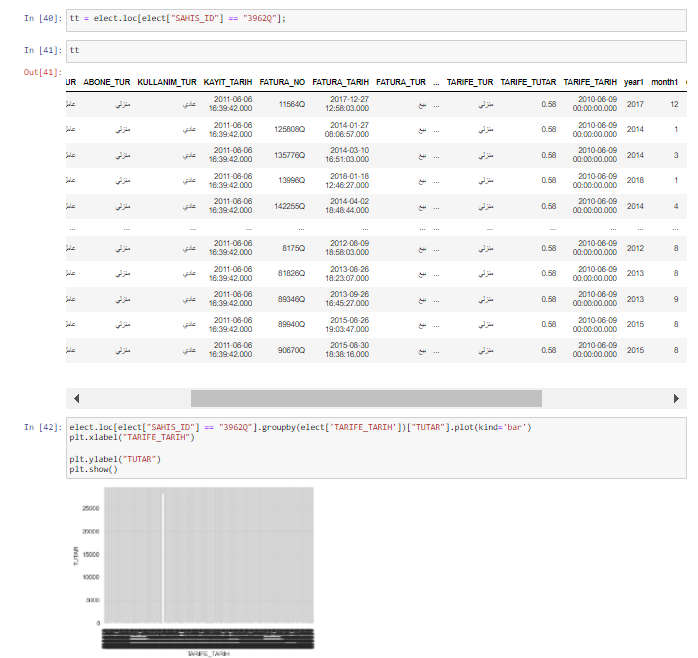 In [40]: tt = elect.loc[elect["SAHIS_ID"] == "3962Q"];
In [41]: tt
Out[41]:
UR ABONE_TUR KULLANIM_TUR KAYIT_TARIH FATURA_NO FATURA_TARIH FATURA_TUR ... TARIFE_TUR TARIFE_TUTAR TARIFE_TARIH year1 month1
عامل منزلي عادي 2011-06-06 16:39:42.000 11564Q 2017-12-27 12:58:03.000 بيع ... منزلي 0.58 2010-06-09 00:00:00.000 2017 12
عامل منزلي عادي 2011-06-06 16:39:42.000 125808Q 2014-01-27 08:06:57.000 بيع ... منزلي 0.58 2010-06-09 00:00:00.000 2014 1
عامل منزلي عادي 2011-06-06 16:39:42.000 135776Q 2014-03-10 16:51:03.000 بيع ... منزلي 0.58 2010-06-09 00:00:00.000 2014 3
عامل منزلي عادي 2011-06-06 16:39:42.000 13996Q 2018-01-18 12:46:27.000 بيع ... منزلي 0.58 2010-06-09 00:00:00.000 2018 1
عامل منزلي عادي 2011-06-06 16:39:42.000 142255Q 2014-04-02 18:48:44.000 بيع ... منزلي 0.58 2010-06-09 00:00:00.000 2014 4
... ... ... ... ... ... ... ... ... ... ... ... ...
عامل منزلي عادي 2011-06-06 16:39:42.000 8175Q 2012-08-09 18:58:03.000 بيع ... منزلي 0.58 2010-06-09 00:00:00.000 2012 8
عامل منزلي عادي 2011-06-06 16:39:42.000 81826Q 2013-08-26 18:23:07.000 بيع ... منزلي 0.58 2010-06-09 00:00:00.000 2013 8
عامل منزلي عادي 2011-06-06 16:39:42.000 89346Q 2013-09-26 16:45:27.000 بيع ... منزلي 0.58 2010-06-09 00:00:00.000 2013 9
عامل منزلي عادي 2011-06-06 16:39:42.000 89940Q 2015-08-26 19:03:47.000 بيع ... منزلي 0.58 2010-06-09 00:00:00.000 2015 8
عامل منزلي عادي 2011-06-06 16:39:42.000 90670Q 2015-08-30 18:38:16.000 بيع ... منزلي 0.58 2010-06-09 00:00:00.000 2015 8
In [42]: elect.loc[elect["SAHIS_ID"] == "3962Q"].groupby(elect['TARIFE_TARIH'])["TUTAR"].plot(kind='bar')
plt.xlabel("TARIFE_TARIH")
plt.ylabel("TUTAR")
plt.show()
25000
20000
15000
10000
5000
0
TUTAR
TARIFE_TARIH